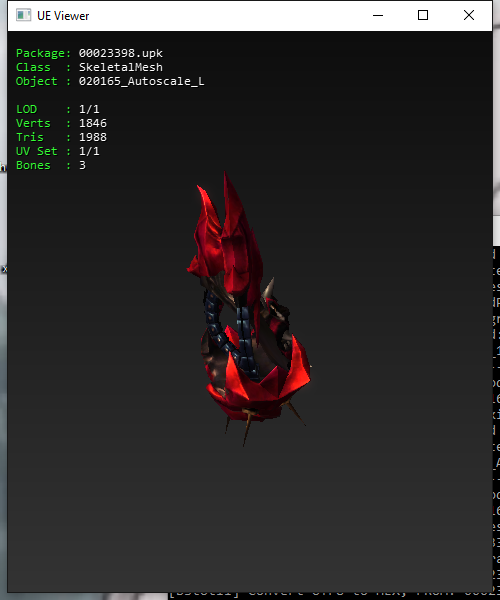 UE Viewer
Package: 00023398.upk
Class : SkeletalMesh
Object : 020165_Autoscale_L
LOD : 1/1
Verts : 1846
Tris : 1988
UV Set : 1/1
Bones : 3